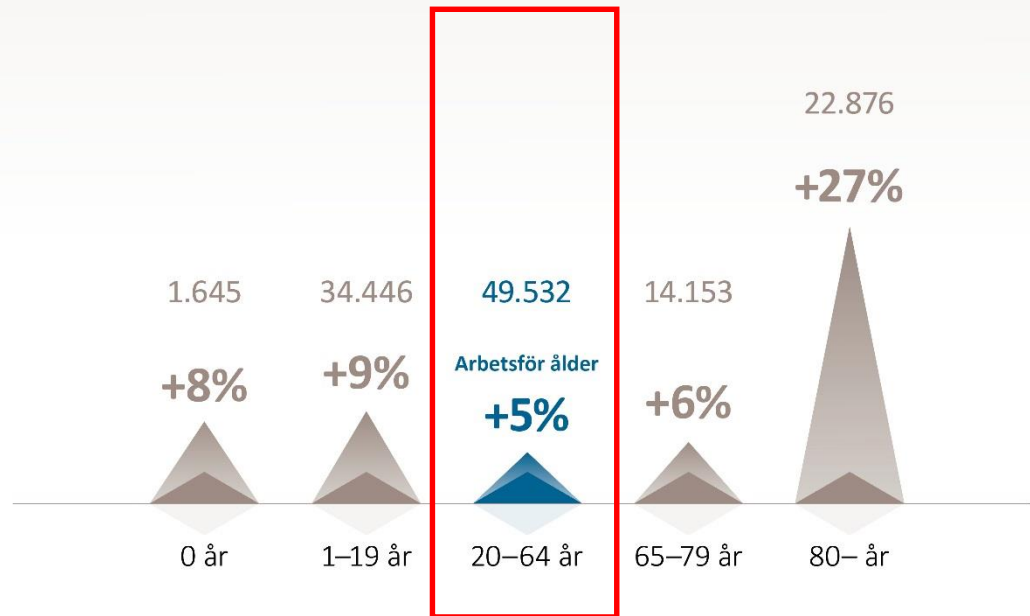 22.876
+27%
1.645
34.446
49.532
14.153
Arbetsför ålder
+8%
+9%
+5%
+6%
0 år
1–19 år
20–64 år
65–79 år
80– år